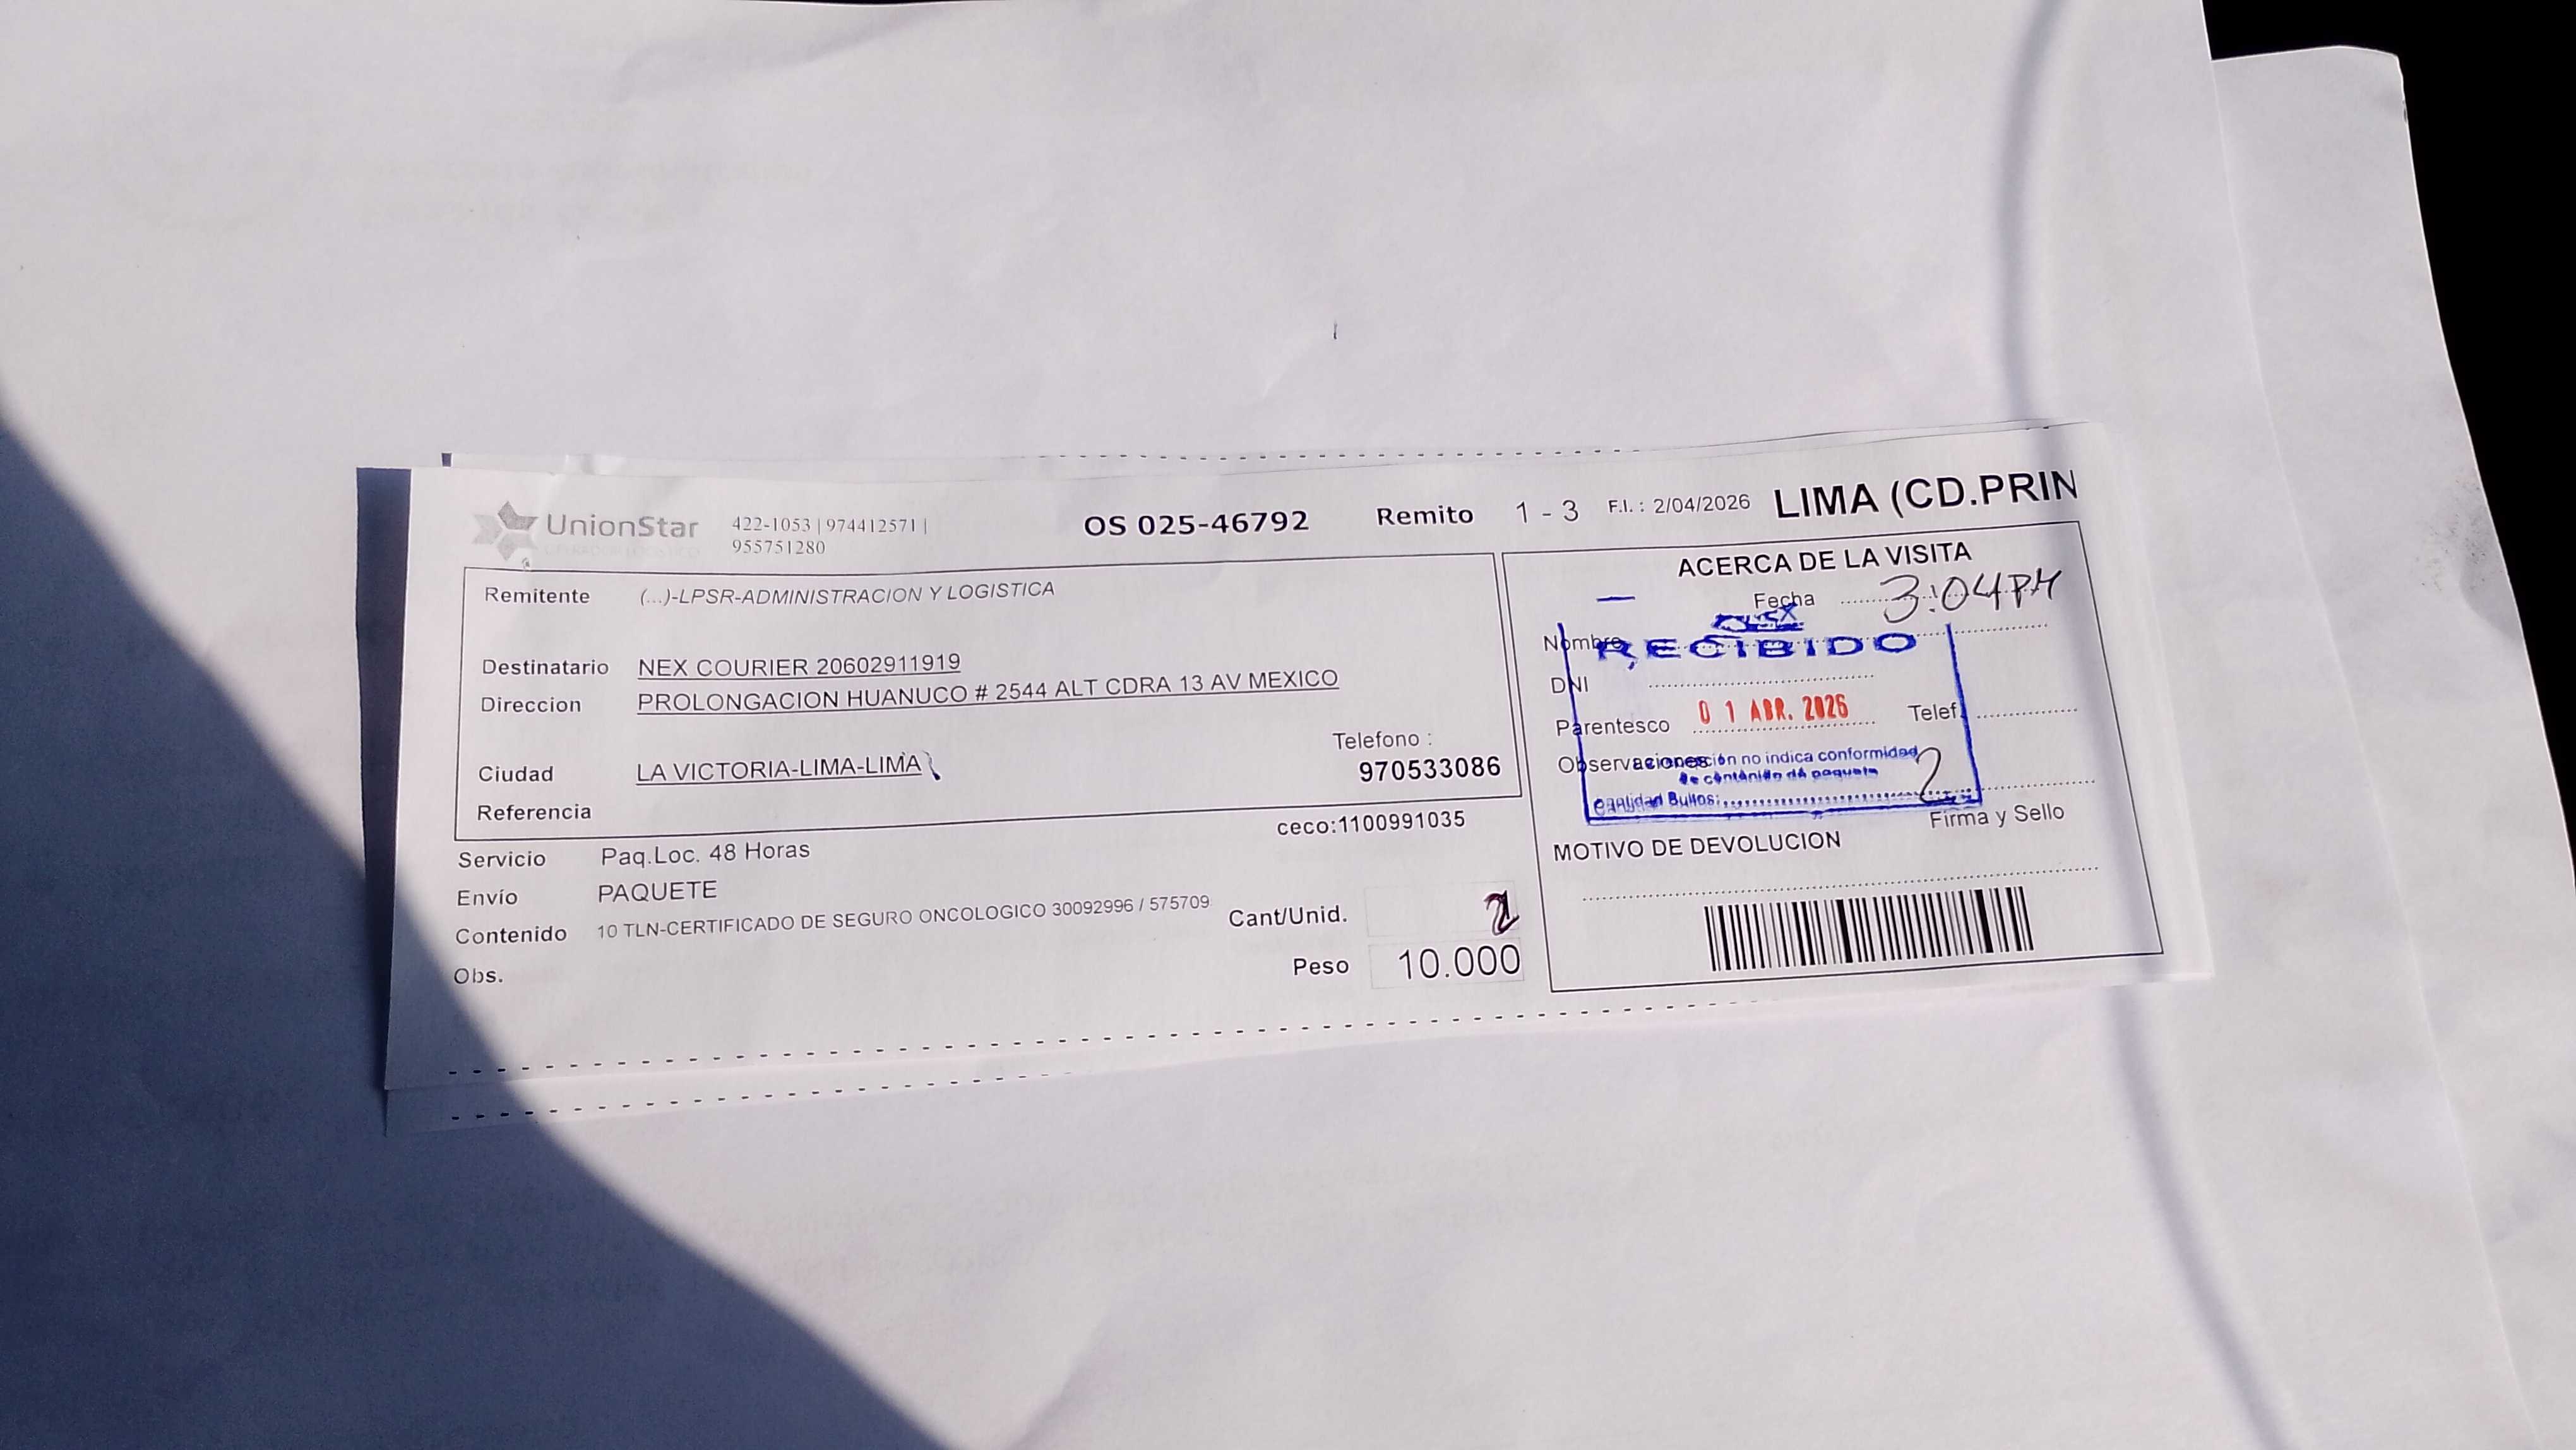 UnionStar
422-1053 | 974412571 |
955751280
OS 025-46792
Remito 1 - 3
F.I. : 2/04/2026
LIMA (CD.PRIN
Remitente (...)-LPSR-ADMINISTRACION Y LOGISTICA
Destinatario NEX COURIER 20602911919
Direccion PROLONGACION HUANUCO # 2544 ALT CDRA 13 AV MEXICO
Telefono :
Ciudad LA VICTORIA-LIMA-LIMA 970533086
Referencia
ceco:1100991035
Servicio Paq.Loc. 48 Horas
Envío PAQUETE
Contenido 10 TLN-CERTIFICADO DE SEGURO ONCOLOGICO 30092996 / 575709
Cant/Unid. 2
Obs.
Peso 10.000
ACERCA DE LA VISITA
Fecha 3:04PM
Nombre
RECIBIDO
DNI
01 ABR. 2026
Parentesco Telef.
Observaciones
no indica conformidad
de contenido de paquete
Cantidad Bultos: 2
Firma y Sello
MOTIVO DE DEVOLUCION